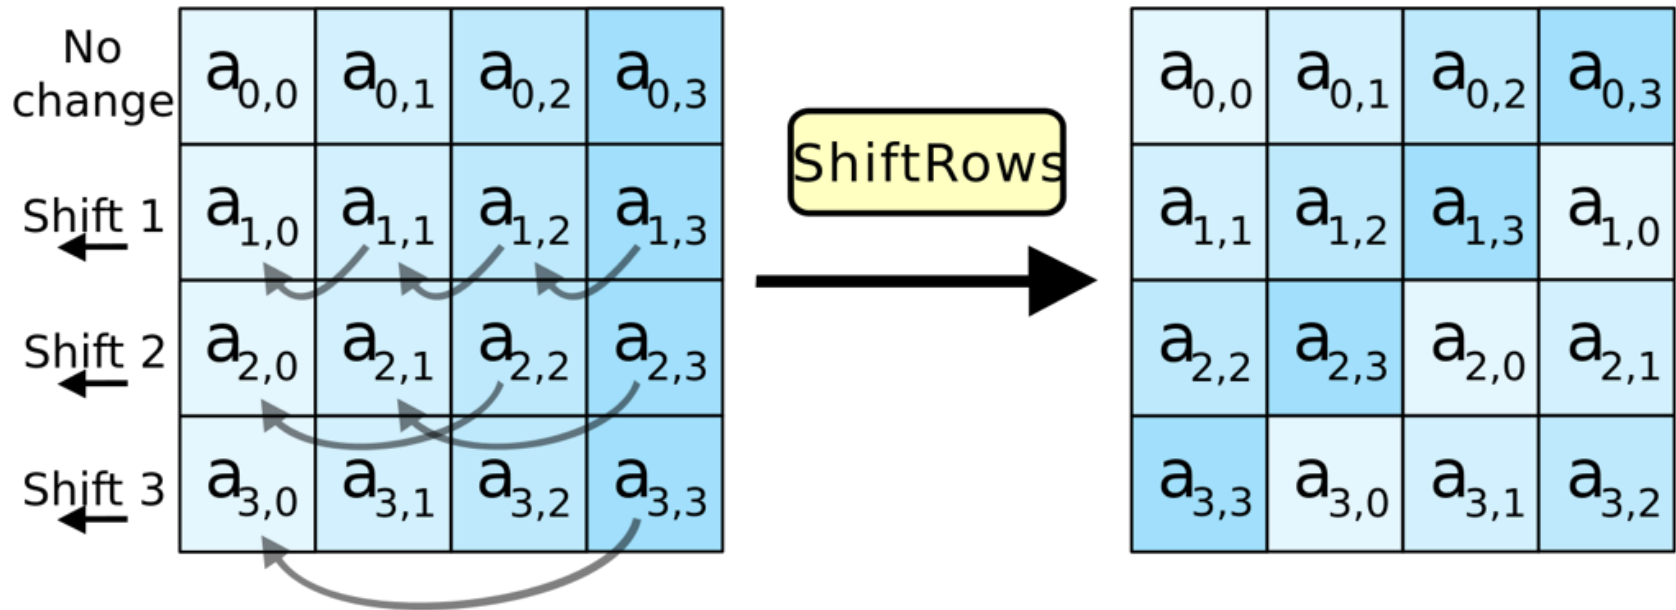 No
change
a0,0 a0,1 a0,2 a0,3
ShiftRows
a0,0 a0,1 a0,2 a0,3
Shift 1
a1,0 a1,1 a1,2 a1,3
a1,1 a1,2 a1,3 a1,0
Shift 2
a2,0 a2,1 a2,2 a2,3
a2,2 a2,3 a2,0 a2,1
Shift 3
a3,0 a3,1 a3,2 a3,3
a3,3 a3,0 a3,1 a3,2